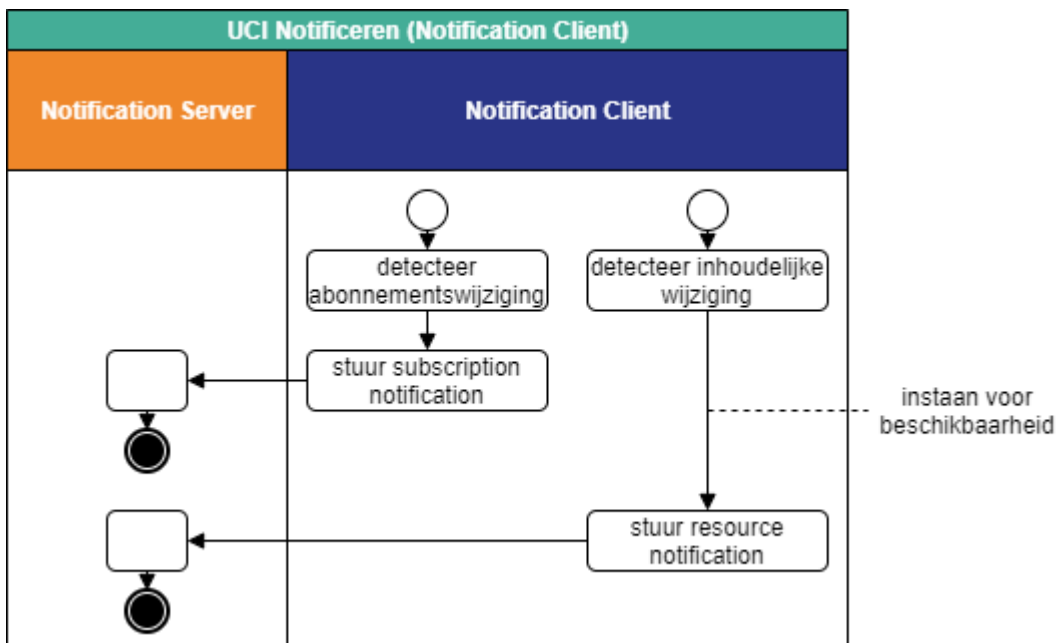 UCI Notificeren (Notification Client)
Notification Server
Notification Client
detecteer
abonnementswijziging
detecteer inhoudelijke
wijziging
stuur subscription
notification
instaan voor
beschikbaarheid
stuur resource
notification